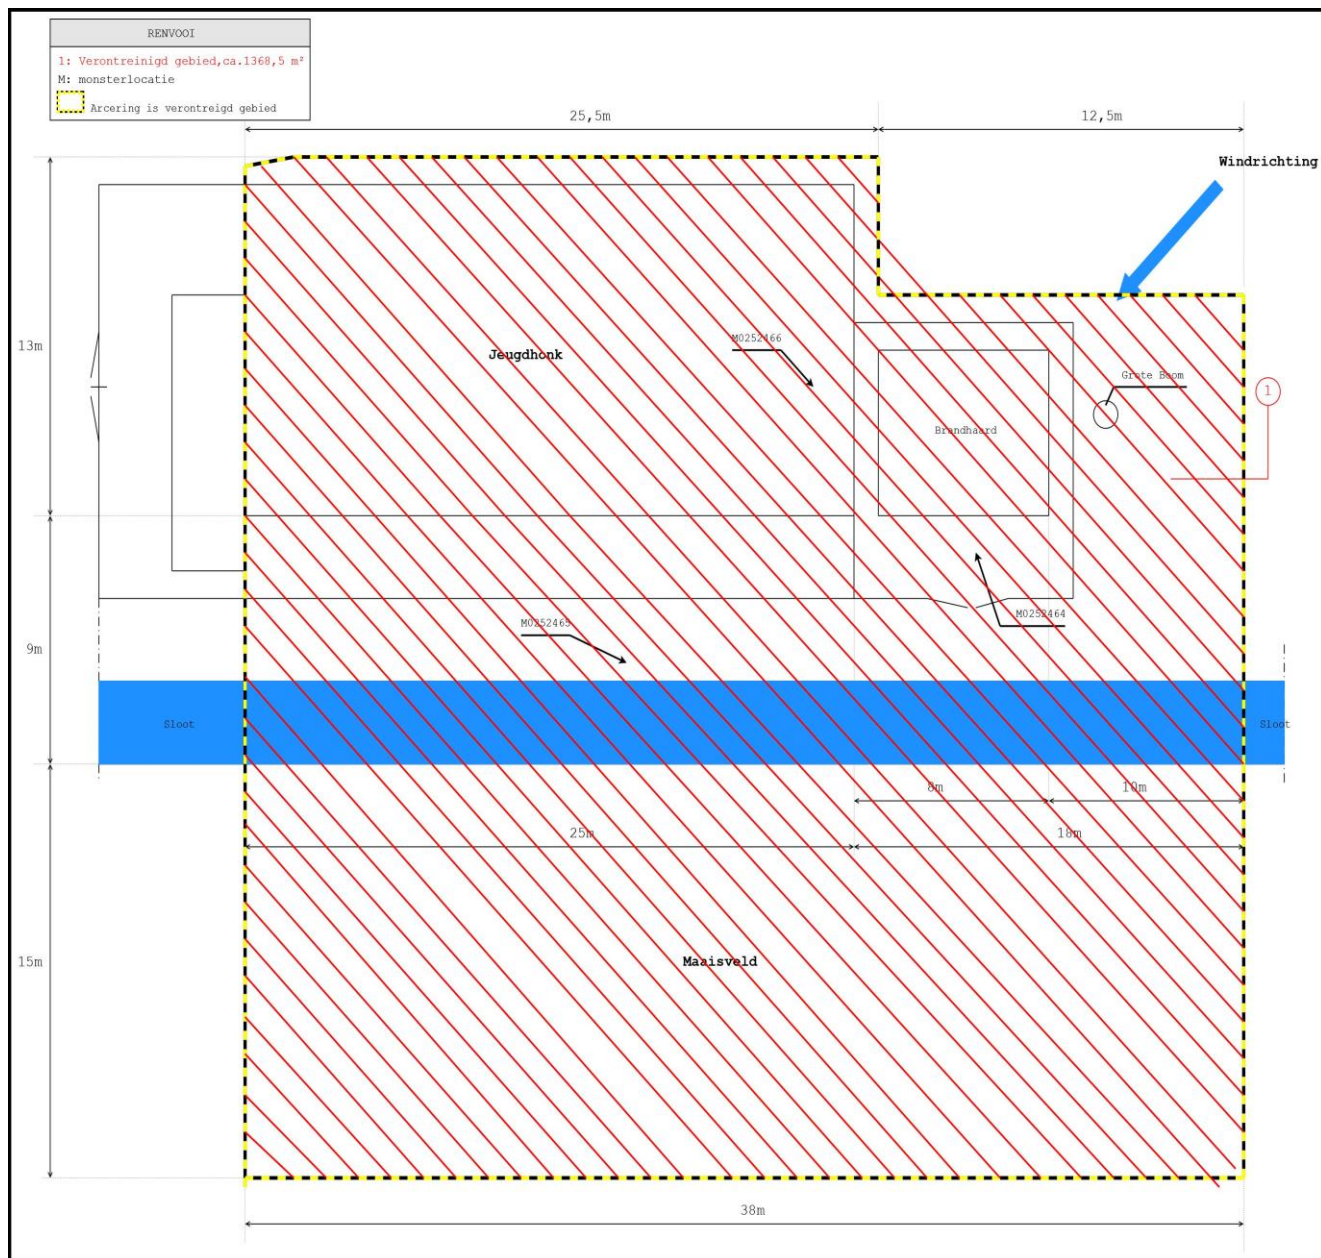 RENVOOI
1: Verontreinigd gebied,ca.1368,5 m²
M: monsterlocatie
Arcering is verontreigd gebied
25,5m
12,5m
Windrichting
13m
M0252466
Jeugdhonk
Grote Boom
1
Brandhaard
M0252465
M0252464
9m
Sloot
Sloot
8m
10m
25m
18m
15m
Maaisveld
38m